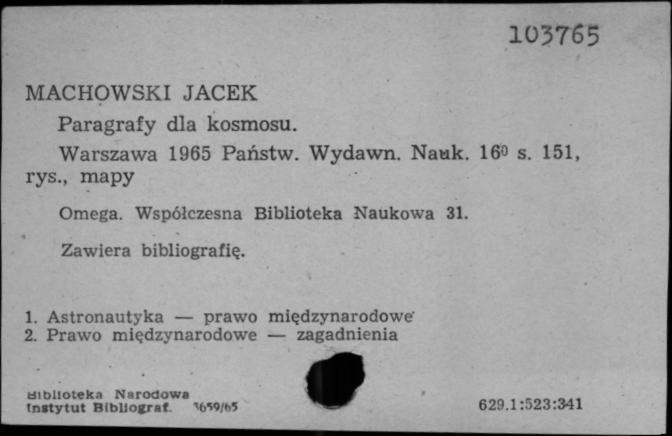 103765
MACHOWSKI JACEK
Paragrafy dla kosmosu.
Warszawa 1965 Państw. Wydawn. Nauk. 16⁰ s. 151,
rys., mapy
Omega. Współczesna Biblioteka Naukowa 31.
Zawiera bibliografię.
1. Astronautyka — prawo międzynarodowe
2. Prawo międzynarodowe — zagadnienia
Biblioteka Narodowa
Instytut Bibliograf. 3659/65
629.1:523:341